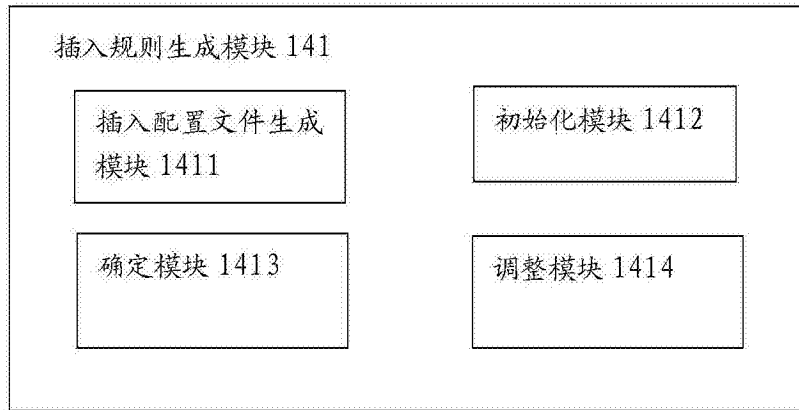 插入规则生成模块 141
插入配置文件生成
模块 1411
初始化模块 1412
确定模块 1413
调整模块 1414